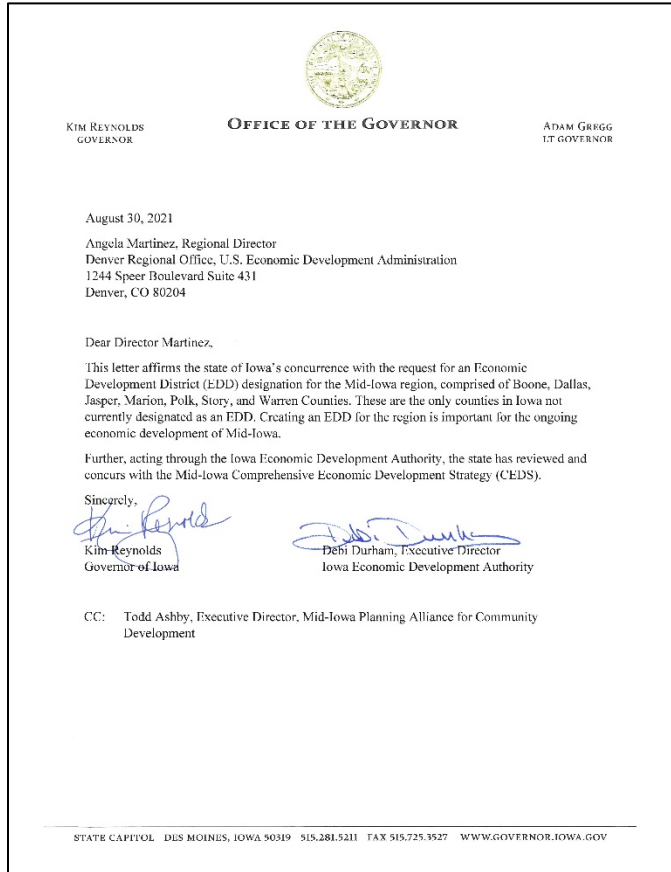 KIM REYNOLDS
GOVERNOR
OFFICE OF THE GOVERNOR
ADAM GREGG
LT GOVERNOR
August 30, 2021
Angela Martinez, Regional Director
Denver Regional Office, U.S. Economic Development Administration
1244 Speer Boulevard Suite 431
Denver, CO 80204
Dear Director Martinez,
This letter affirms the state of Iowa's concurrence with the request for an Economic
Development District (EDD) designation for the Mid-Iowa region, comprised of Boone, Dallas,
Jasper, Marion, Polk, Story, and Warren Counties. These are the only counties in Iowa not
currently designated as an EDD. Creating an EDD for the region is important for the ongoing
economic development of Mid-Iowa.
Further, acting through the Iowa Economic Development Authority, the state has reviewed and
concurs with the Mid-Iowa Comprehensive Economic Development Strategy (CEDS).
Sincerely,
Kim Reynolds
Debi Durham
Kim Reynolds
Governor of Iowa
Debi Durham, Executive Director
Iowa Economic Development Authority
CC: Todd Ashby, Executive Director, Mid-Iowa Planning Alliance for Community
Development
STATE CAPITOL DES MOINES, IOWA 50319 515.281.5211 FAX 515.725.3527 WWW.GOVERNOR.IOWA.GOV